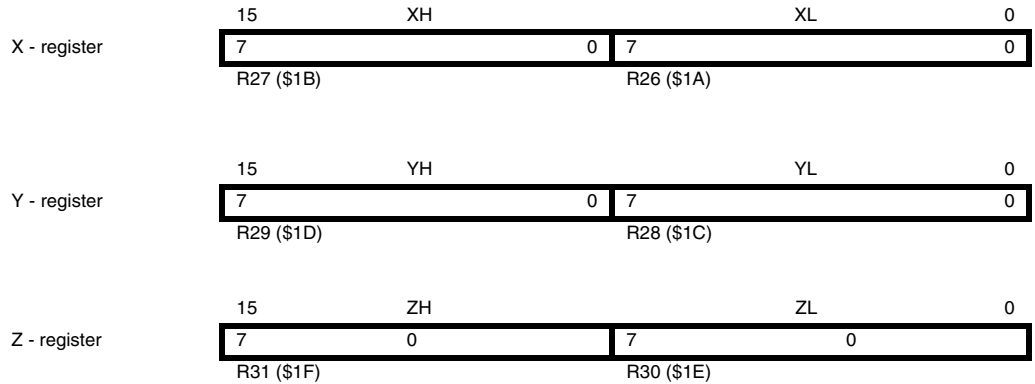 15 XH XL 0
X - register 7 0 7 0
R27 ($1B) R26 ($1A)
15 YH YL 0
Y - register 7 0 7 0
R29 ($1D) R28 ($1C)
15 ZH ZL 0
Z - register 7 0 7 0
R31 ($1F) R30 ($1E)